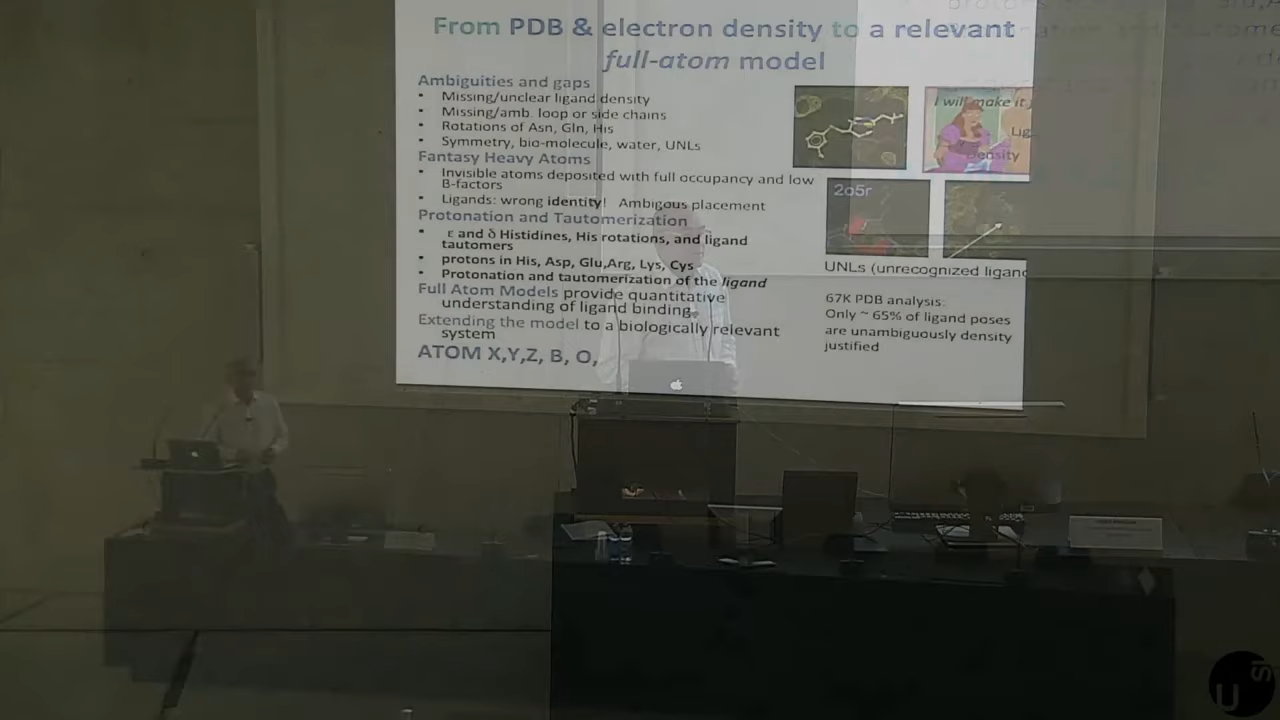 From PDB & electron density to a relevant
full-atom model
Ambiguities and gaps
• Missing/unclear ligand density
• Missing/amb. loop or side chains
• Rotations of Asn, Gln, His
• Symmetry, bio-molecule, water, UNLs
Fantasy Heavy Atoms
• Invisible atoms deposited with full occupancy and low
B-factors
• Ligands: wrong identity! Ambigous placement
Protonation and Tautomerization
• ε and δ Histidines, His rotations, and ligand
tautomers
• protons in His, Asp, Glu,Arg, Lys, Cys
• Protonation and tautomerization of the ligand
Full Atom Models provide quantitative
understanding of ligand binding.
Extending the model to a biologically relevant
system
ATOM X,Y,Z, B, O,
I will make it
Density
2o5r
UNLs (unrecognized ligand
67K PDB analysis:
Only ~ 65% of ligand poses
are unambiguously density
justified
U
SI